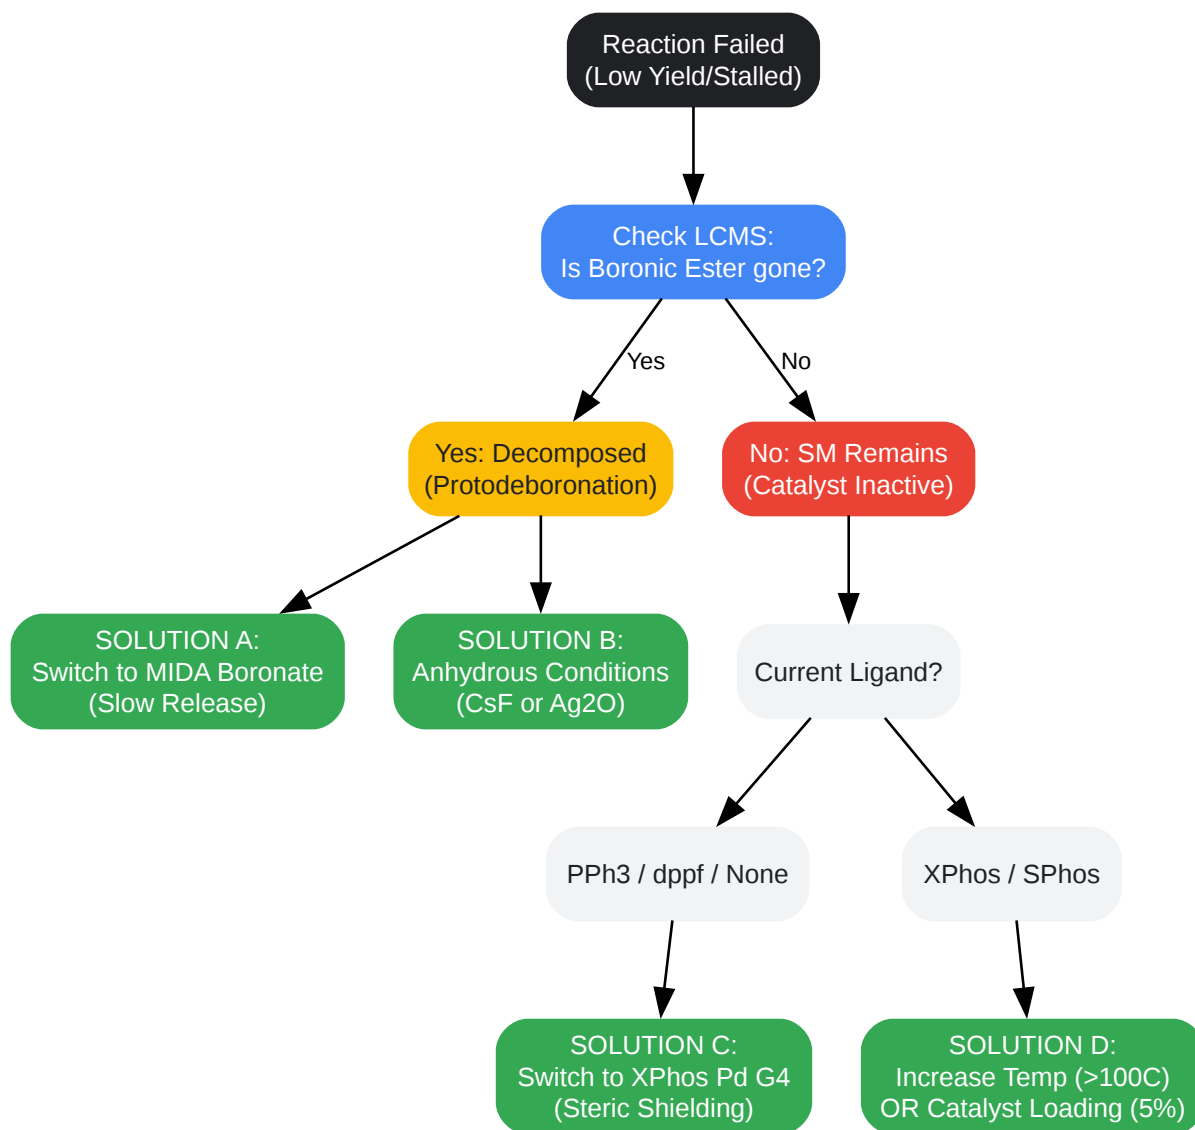 Reaction Failed
(Low Yield/Stalled)
Check LCMS:
Is Boronic Ester gone?
Yes
No
Yes: Decomposed
(Protodeboronation)
No: SM Remains
(Catalyst Inactive)
SOLUTION A:
Switch to MIDA Boronate
(Slow Release)
SOLUTION B:
Anhydrous Conditions
(CsF or Ag2O)
Current Ligand?
PPh3 / dppf / None
XPhos / SPhos
SOLUTION C:
Switch to XPhos Pd G4
(Steric Shielding)
SOLUTION D:
Increase Temp (>100C)
OR Catalyst Loading (5%)